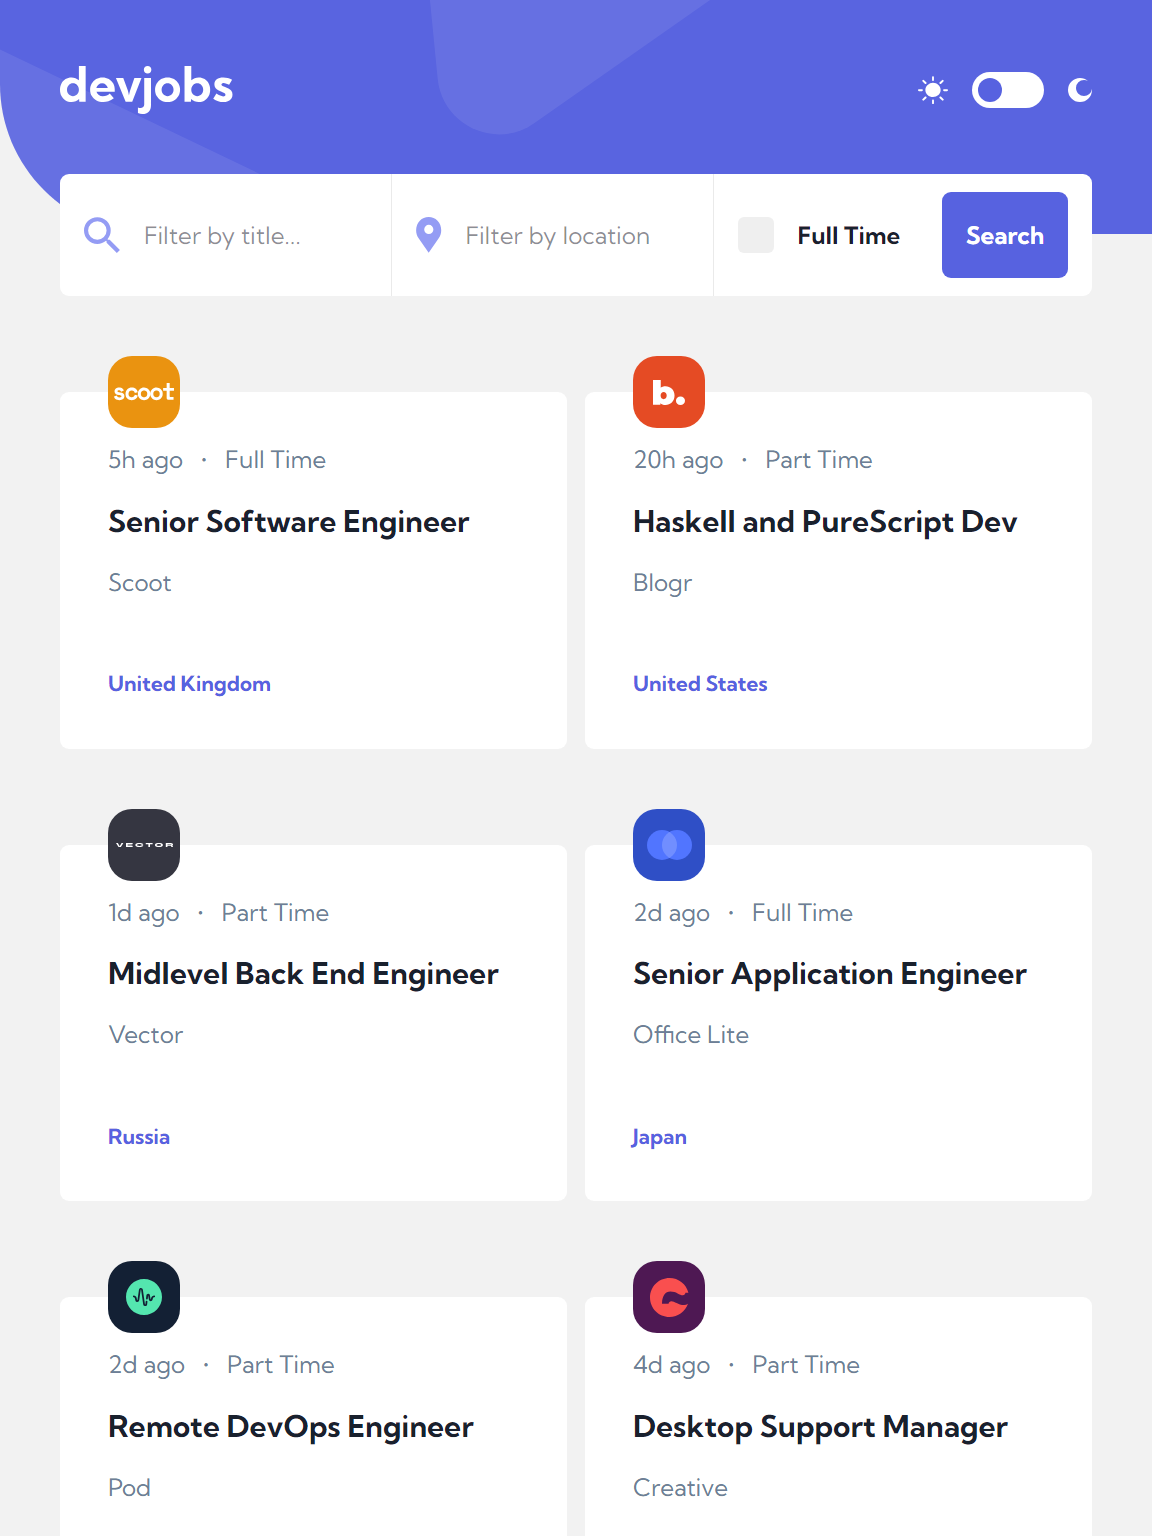 devjobs
Filter by title...
Filter by location
Full Time
Search
scoot
5h ago · Full Time
Senior Software Engineer
Scoot
United Kingdom
b.
20h ago · Part Time
Haskell and PureScript Dev
Blogr
United States
VECTOR
1d ago · Part Time
Midlevel Back End Engineer
Vector
Russia
2d ago · Full Time
Senior Application Engineer
Office Lite
Japan
2d ago · Part Time
Remote DevOps Engineer
Pod
4d ago · Part Time
Desktop Support Manager
Creative